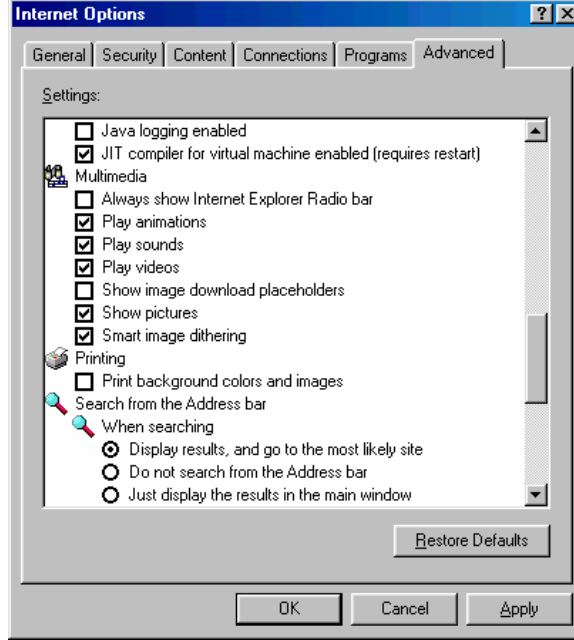 Internet Options
General Security Content Connections Programs Advanced
Settings:
Java logging enabled
JIT compiler for virtual machine enabled (requires restart)
Multimedia
Always show Internet Explorer Radio bar
Play animations
Play sounds
Play videos
Show image download placeholders
Show pictures
Smart image dithering
Printing
Print background colors and images
Search from the Address bar
When searching
Display results, and go to the most likely site
Do not search from the Address bar
Just display the results in the main window
Restore Defaults
OK Cancel Apply